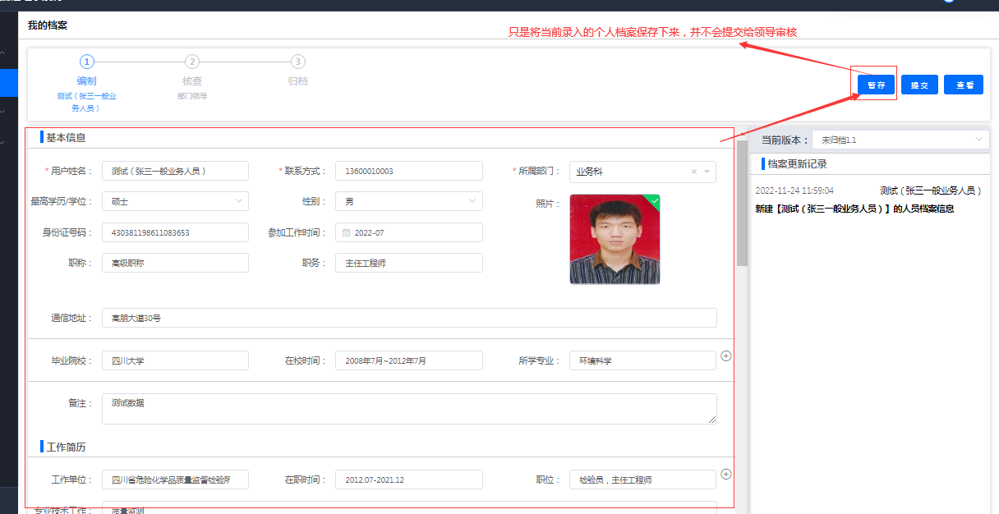 我的档案
只是将当前录入的个人档案保存下来，并不会提交给领导审核
1 2 3
编制 核查 归档
测试（张三一般业务人员） 部门领导
暂存 提交 查看
基本信息
* 用户姓名： 测试（张三一般业务人员） * 联系方式： 13600010003 * 所属部门： 业务科
最高学历/学位： 硕士 性别： 男 照片：
身份证号码： 430381198611083653 参加工作时间： 2022-07
职称： 高级职称 职务： 主任工程师
通信地址： 高朋大道30号
毕业院校： 四川大学 在校时间： 2008年7月~2012年7月 所学专业： 环境科学
备注： 测试数据
工作简历
工作单位： 四川省危险化学品质量监督检验所 在职时间： 2012.07-2021.12 职位： 检验员，主任工程师
专业技术工作： 质量监测
当前版本： 未归档1.1
档案更新记录
2022-11-24 11:59:04 测试（张三一般业务人员）
新建【测试（张三一般业务人员）】的人员档案信息